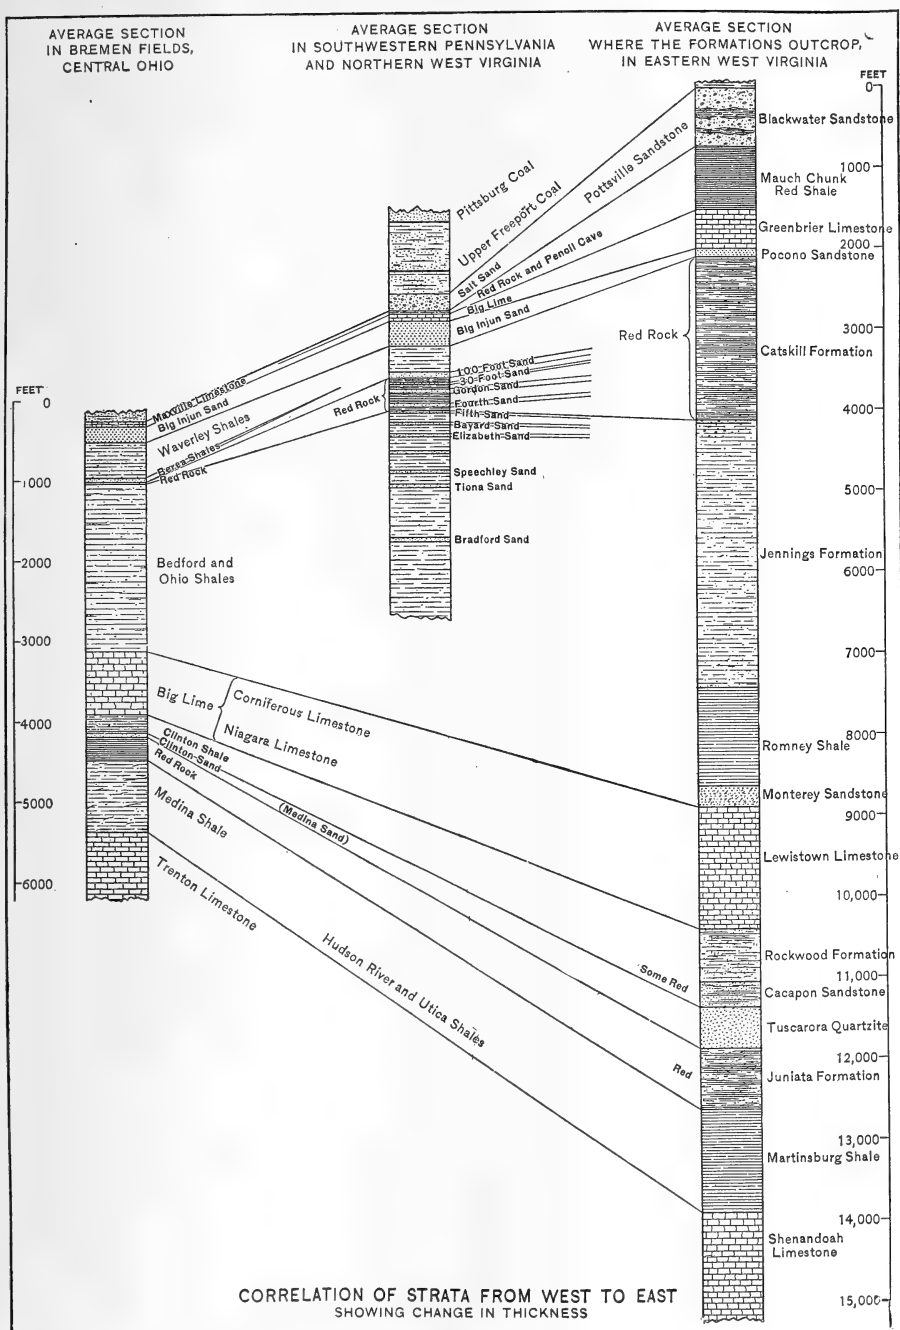 AVERAGE SECTION
IN BREMEN FIELDS,
CENTRAL OHIO
AVERAGE SECTION
IN SOUTHWESTERN PENNSYLVANIA
AND NORTHERN WEST VIRGINIA
AVERAGE SECTION
WHERE THE FORMATIONS OUTCROP,
IN EASTERN WEST VIRGINIA
FEET
0
1000
2000
3000
4000
5000
6000
Maxville Limestone
Big Injun Sand
Waverley Shales
Berea Shales
Red Rock
Bedford and
Ohio Shales
Big Lime
Corniferous Limestone
Niagara Limestone
Clinton Shale
Clinton Sand
Red Rock
(Medina Sand)
Medina Shale
Trenton Limestone
Hudson River and Utica Shales
Some Red
Red
Pittsburg Coal
Upper Freeport Coal
Pottsville Sandstone
Salt Sand
Red Rock and Pencil Cave
Big Lime
Big Injun Sand
Red Rock
100-Foot Sand
30-Foot Sand
Gordon Sand
Fourth Sand
Fifth Sand
Bayard Sand
Elizabeth Sand
Speechley Sand
Tiona Sand
Bradford Sand
FEET
0
Blackwater Sandstone
1000
Mauch Chunk
Red Shale
Greenbrier Limestone
2000
Pocono Sandstone
3000
Red Rock
Catskill Formation
4000
5000
Jennings Formation
6000
7000
8000
Romney Shale
Monterey Sandstone
9000
Lewistown Limestone
10,000
Rockwood Formation
11,000
Cacapon Sandstone
Tuscarora Quartzite
12,000
Juniata Formation
13,000
Martinsburg Shale
14,000
Shenandoah
Limestone
15,000
CORRELATION OF STRATA FROM WEST TO EAST
SHOWING CHANGE IN THICKNESS